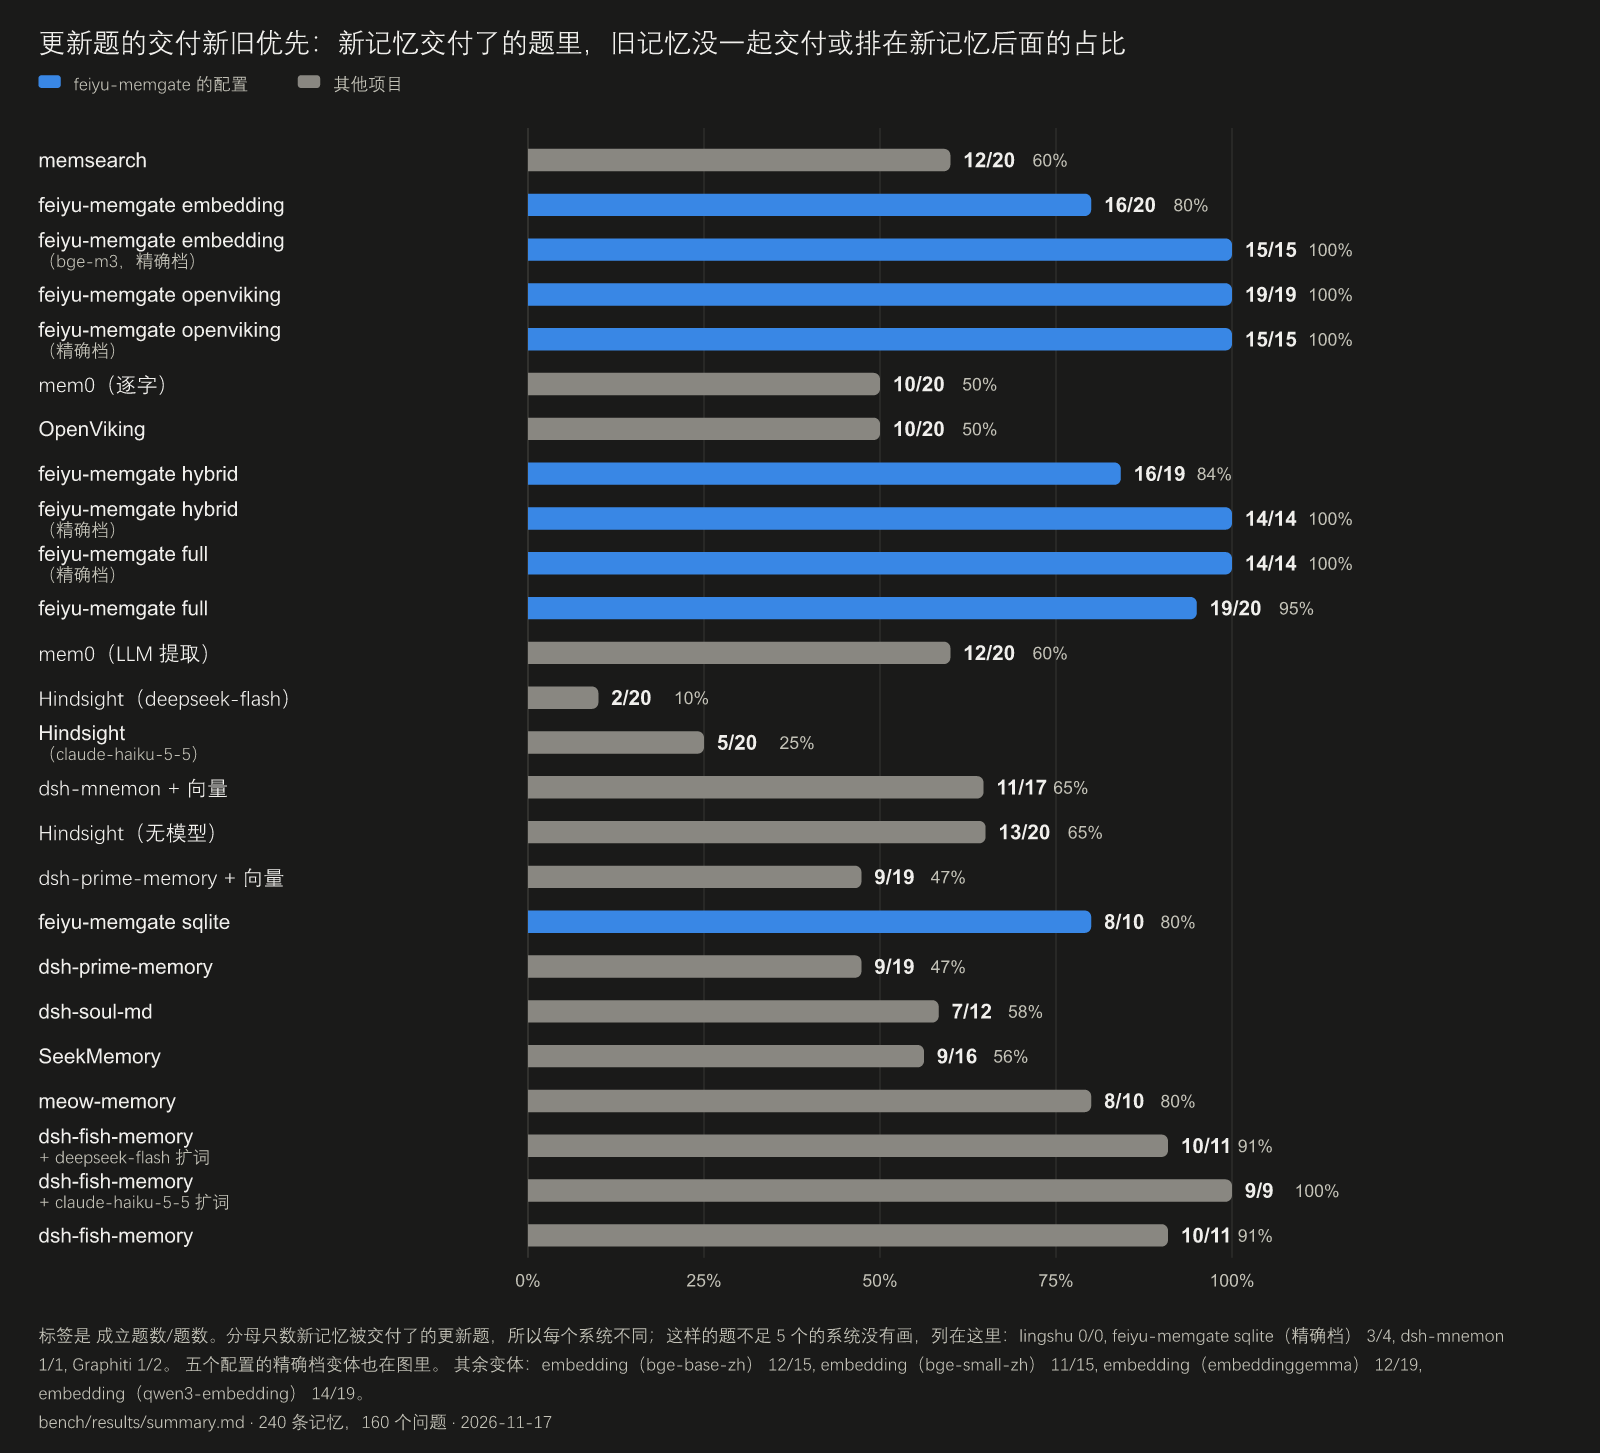 更新题的交付新旧优先：新记忆交付了的题里，旧记忆没一起交付或排在新记忆后面的占比
feiyu-memgate 的配置 其他项目
memsearch 12/20 60%
feiyu-memgate embedding 16/20 80%
feiyu-memgate embedding
（bge-m3，精确档） 15/15 100%
feiyu-memgate openviking 19/19 100%
feiyu-memgate openviking
（精确档） 15/15 100%
mem0（逐字） 10/20 50%
OpenViking 10/20 50%
feiyu-memgate hybrid 16/19 84%
feiyu-memgate hybrid
（精确档） 14/14 100%
feiyu-memgate full
（精确档） 14/14 100%
feiyu-memgate full 19/20 95%
mem0（LLM 提取） 12/20 60%
Hindsight（deepseek-flash） 2/20 10%
Hindsight
（claude-haiku-5-5） 5/20 25%
dsh-mnemon + 向量 11/17 65%
Hindsight（无模型） 13/20 65%
dsh-prime-memory + 向量 9/19 47%
feiyu-memgate sqlite 8/10 80%
dsh-prime-memory 9/19 47%
dsh-soul-md 7/12 58%
SeekMemory 9/16 56%
meow-memory 8/10 80%
dsh-fish-memory
+ deepseek-flash 扩词 10/11 91%
dsh-fish-memory
+ claude-haiku-5-5 扩词 9/9 100%
dsh-fish-memory 10/11 91%
0% 25% 50% 75% 100%
标签是 成立题数/题数。分母只数新记忆被交付了的更新题，所以每个系统不同；这样的题不足 5 个的系统没有画，列在这里：lingshu 0/0, feiyu-memgate sqlite（精确档） 3/4, dsh-mnemon
1/1, Graphiti 1/2。 五个配置的精确档变体也在图里。 其余变体：embedding（bge-base-zh） 12/15, embedding（bge-small-zh） 11/15, embedding（embeddinggemma） 12/19,
embedding（qwen3-embedding） 14/19。
bench/results/summary.md · 240 条记忆，160 个问题 · 2026-11-17